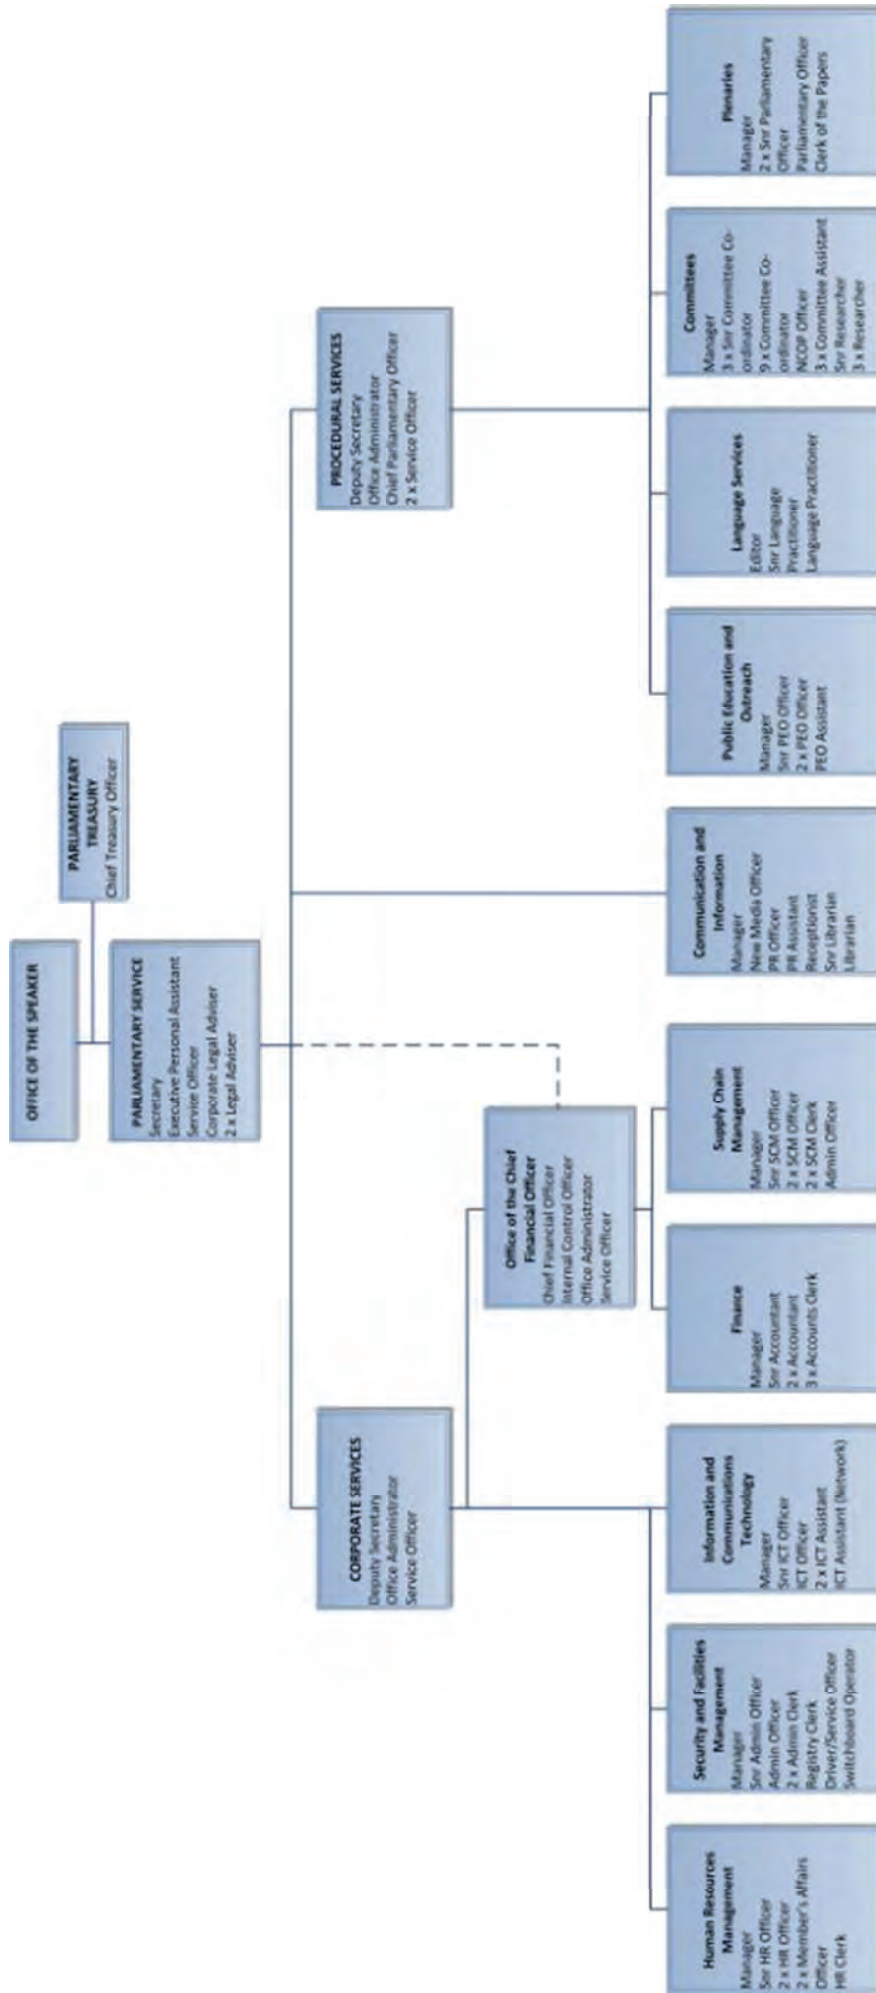 OFFICE OF THE SPEAKER
PARLIAMENTARY
TREASURY
Chief Treasury Officer
PARLIAMENTARY SERVICE
Secretary
Executive Personal Assistant
Service Officer
Corporate Legal Adviser
2 x Legal Adviser
CORPORATE SERVICES
Deputy Secretary
Office Administrator
Service Officer
PROCEDURAL SERVICES
Deputy Secretary
Office Administrator
Chief Parliamentary Officer
2 x Service Officer
Office of the Chief
Financial Officer
Chief Financial Officer
Internal Control Officer
Office Administrator
Service Officer
Human Resources
Management
Manager
Snr HR Officer
2 x HR Officer
2 x Member's Affairs
Officer
HR Clerk
Security and Facilities
Management
Manager
Snr Admin Officer
Admin Officer
2 x Admin Clerk
Registry Clerk
Driver/Service Officer
Switchboard Operator
Information and
Communications
Technology
Manager
Snr ICT Officer
ICT Officer
2 x ICT Assistant
ICT Assistant (Network)
Finance
Manager
Snr Accountant
2 x Accountant
3 x Accounts Clerk
Supply Chain
Management
Manager
Snr SCM Officer
2 x SCM Officer
2 x SCM Clerk
Admin Officer
Communication and
Information
Manager
New Media Officer
PR Officer
PR Assistant
Receptionist
Snr Librarian
Librarian
Public Education and
Outreach
Manager
Snr PEO Officer
2 x PEO Officer
PEO Assistant
Language Services
Editor
Snr Language
Practitioner
Language Practitioner
Committees
Manager
3 x Snr Committee Co-
ordinator
9 x Committee Co-
ordinator
NCOP Officer
3 x Committee Assistant
Snr Researcher
3 x Researcher
Plenaries
Manager
2 x Snr Parliamentary
Officer
Parliamentary Officer
Clerk of the Papers